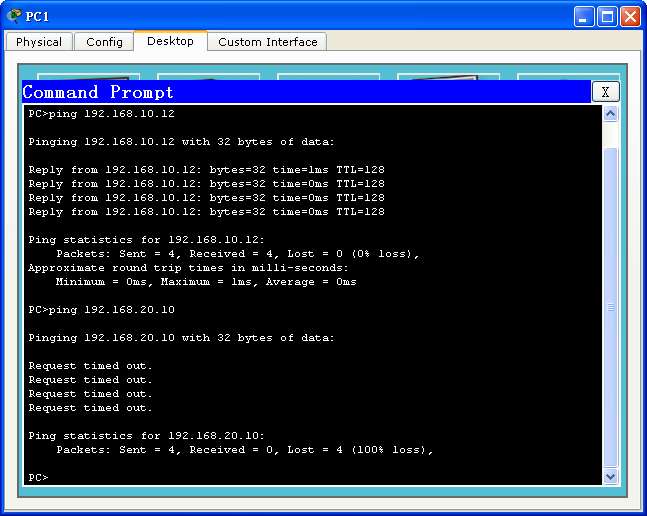 PC1
Physical Config Desktop Custom Interface
Command Prompt X
PC>ping 192.168.10.12
Pinging 192.168.10.12 with 32 bytes of data:
Reply from 192.168.10.12: bytes=32 time=1ms TTL=128
Reply from 192.168.10.12: bytes=32 time=0ms TTL=128
Reply from 192.168.10.12: bytes=32 time=0ms TTL=128
Reply from 192.168.10.12: bytes=32 time=0ms TTL=128
Ping statistics for 192.168.10.12:
Packets: Sent = 4, Received = 4, Lost = 0 (0% loss),
Approximate round trip times in milli-seconds:
Minimum = 0ms, Maximum = 1ms, Average = 0ms
PC>ping 192.168.20.10
Pinging 192.168.20.10 with 32 bytes of data:
Request timed out.
Request timed out.
Request timed out.
Request timed out.
Ping statistics for 192.168.20.10:
Packets: Sent = 4, Received = 0, Lost = 4 (100% loss),
PC>